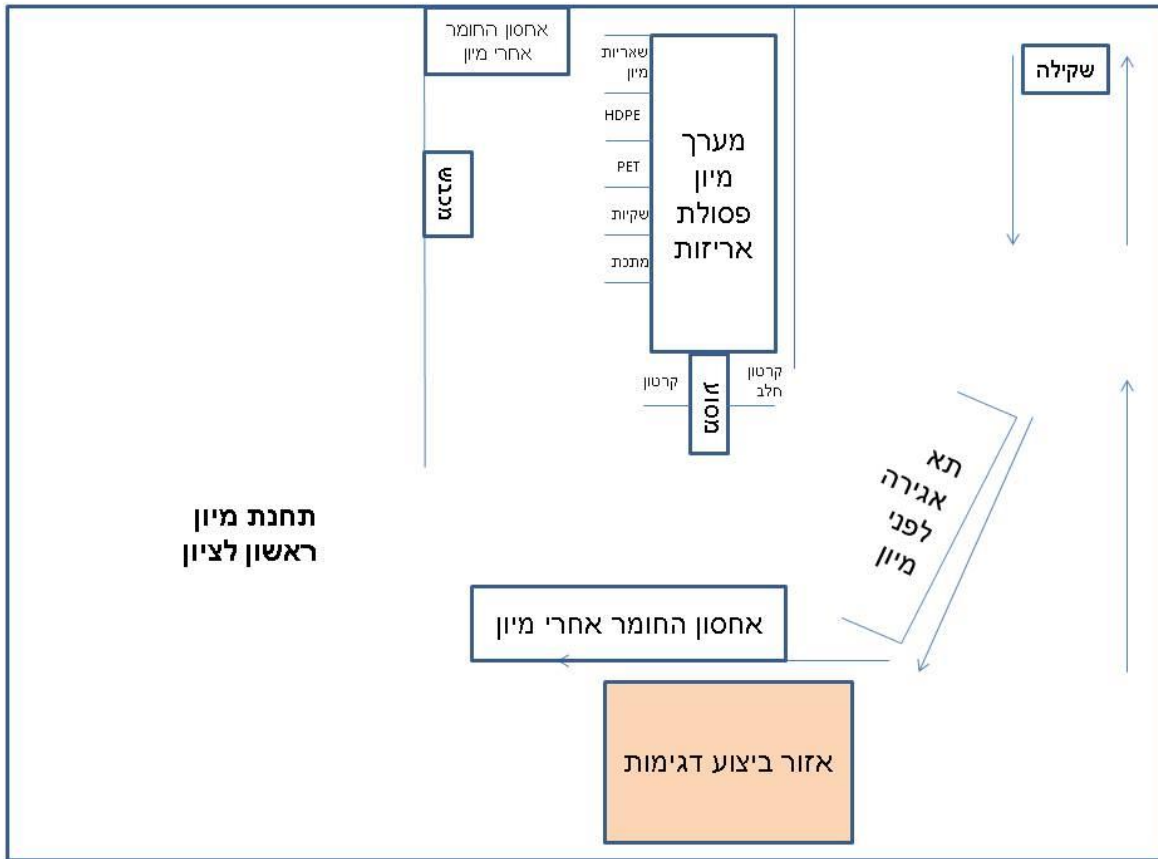 שקילה
אחסון החומר
אחרי מיון
שאריות
מיון
HDPE
PET
שקיות
מתכת
מערך
מיון
פסולת
אריזות
מכבש
קרטון
חלב
מסוע
קרטון
תא
אגירה
לפני
מיון
תחנת מיון
ראשון לציון
אחסון החומר אחרי מיון
אזור ביצוע דגימות